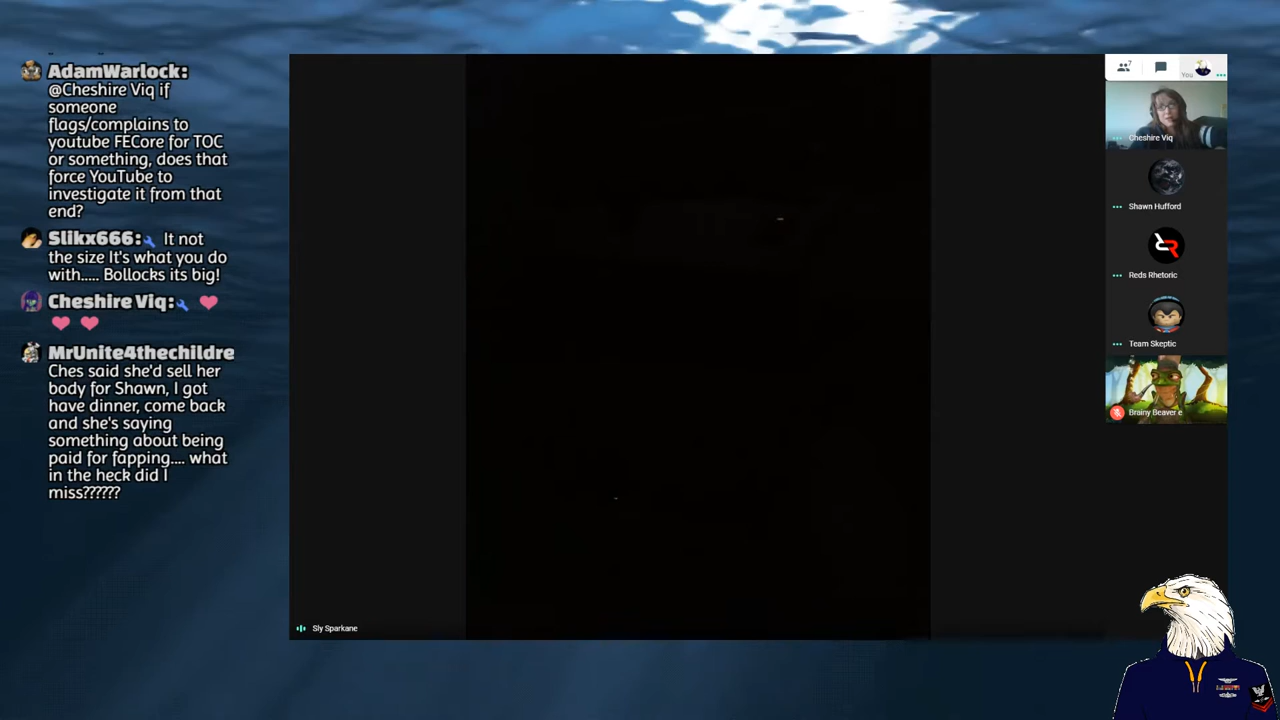 AdamWarlock:
@Cheshire Viq if
someone
flags/complains to
youtube FECore for TOC
or something, does that
force YouTube to
investigate it from that
end?
Slikx666: It not
the size It's what you do
with..... Bollocks its big!
Cheshire Viq:
MrUnite4thechildre
Ches said she'd sell her
body for Shawn, I got
have dinner, come back
and she's saying
something about being
paid for fapping.... what
in the heck did I
miss??????
Sly Sparkane
7
You
Cheshire Viq
Shawn Hufford
Reds Rhetoric
Team Skeptic
Brainy Beaver e